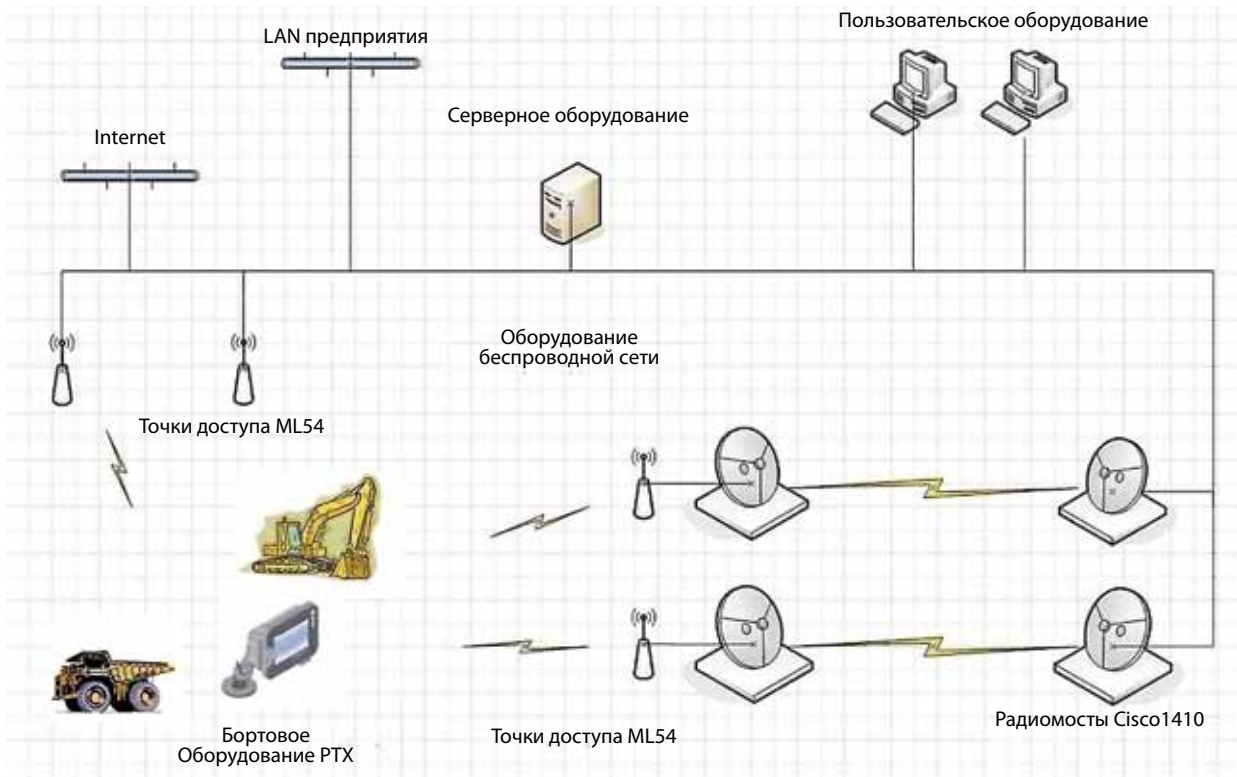 Пользовательское оборудование
LAN предприятия
Серверное оборудование
Internet
Оборудование
беспроводной сети
Точки доступа ML54
Бортовое
Оборудование PTX
Точки доступа ML54
Радиомосты Cisco1410